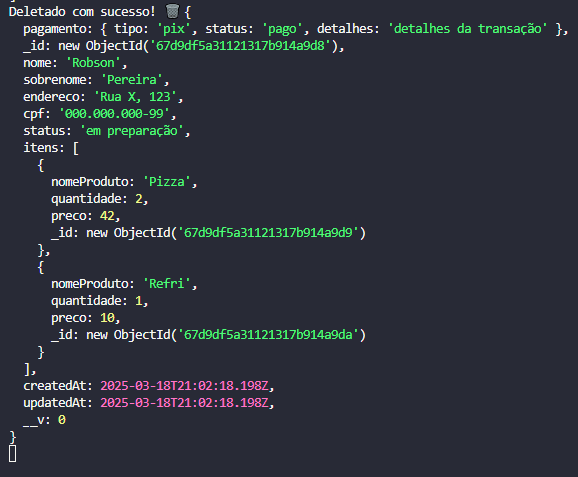 Deletado com sucesso! 🗑️ {
  pagamento: { tipo: 'pix', status: 'pago', detalhes: 'detalhes da transação' },
  _id: new ObjectId('67d9df5a31121317b914a9d8'),
  nome: 'Robson',
  sobrenome: 'Pereira',
  endereco: 'Rua X, 123',
  cpf: '000.000.000-99',
  status: 'em preparação',
  itens: [
    {
      nomeProduto: 'Pizza',
      quantidade: 2,
      preco: 42,
      _id: new ObjectId('67d9df5a31121317b914a9d9')
    },
    {
      nomeProduto: 'Refri',
      quantidade: 1,
      preco: 10,
      _id: new ObjectId('67d9df5a31121317b914a9da')
    }
  ],
  createdAt: 2025-03-18T21:02:18.198Z,
  updatedAt: 2025-03-18T21:02:18.198Z,
  __v: 0
}